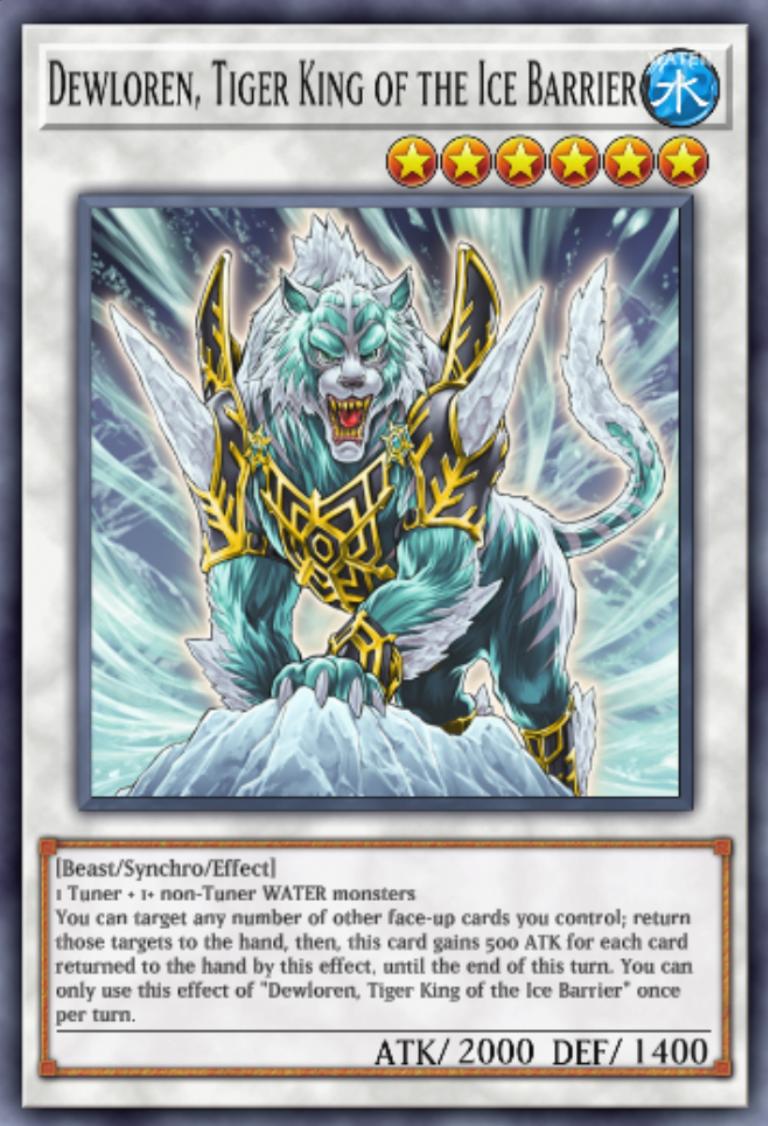 DEWLOREN, TIGER KING OF THE ICE BARRIER
WATER
水
[Beast/Synchro/Effect]
1 Tuner + 1+ non-Tuner WATER monsters
You can target any number of other face-up cards you control; return
those targets to the hand, then, this card gains 500 ATK for each card
returned to the hand by this effect, until the end of this turn. You can
only use this effect of "Dewloren, Tiger King of the Ice Barrier" once
per turn.
ATK/ 2000 DEF/ 1400